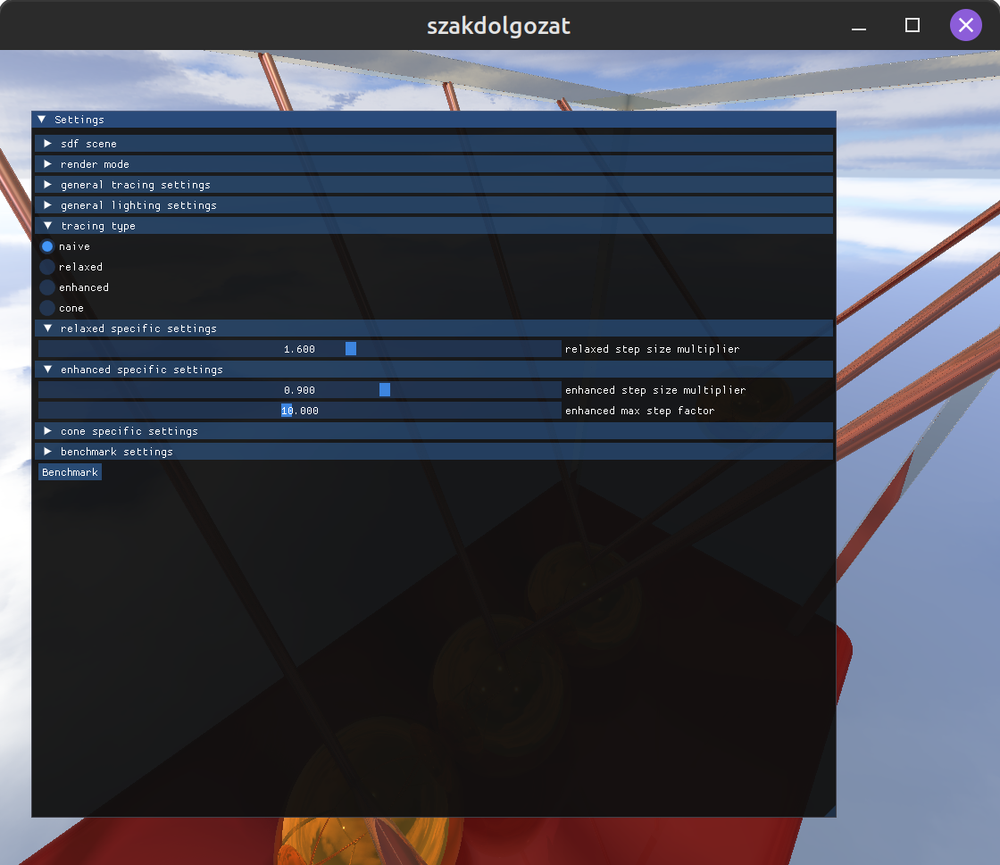 szakdolgozat
Settings
sdf scene
render mode
general tracing settings
general lighting settings
tracing type
naive
relaxed
enhanced
cone
relaxed specific settings
1.600 relaxed step size multiplier
enhanced specific settings
0.900 enhanced step size multiplier
10.000 enhanced max step factor
cone specific settings
benchmark settings
Benchmark